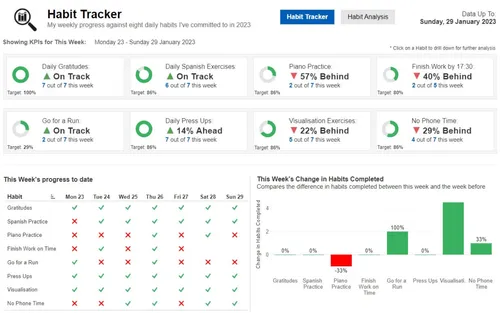 Habit Tracker
My weekly progress against eight daily habits I've committed to in 2023
Habit Tracker
Habit Analysis
Data Up To:
Sunday, 29 January 2023
Showing KPIs for This Week: Monday 23 - Sunday 29 January 2023
* Click on a Habit to drill down for further analysis
Daily Gratitudes:
▲ On Track
7 out of 7 this week
Target: 100%
Daily Spanish Exercises
▲ On Track
6 out of 7 this week
Target: 86%
Piano Practice:
▼ 57% Behind
2 out of 7 this week
Target: 86%
Finish Work by 17:30:
▼ 40% Behind
2 out of 5 this week
Target: 80%
Go for a Run:
▲ On Track
2 out of 7 this week
Target: 29%
Daily Press Ups:
▲ 14% Ahead
7 out of 7 this week
Target: 86%
Visualisation Exercises:
▼ 22% Behind
5 out of 7 this week
Target: 86%
No Phone Time:
▼ 29% Behind
4 out of 7 this week
Target: 86%
This Week's progress to date
Habit Mon 23 Tue 24 Wed 25 Thu 26 Fri 27 Sat 28 Sun 29
Gratitudes
Spanish Practice
Piano Practice
Finish Work on Time
Go for a Run
Press Ups
Visualisation
No Phone Time
This Week's Change in Habits Completed
Compares the difference in habits completed between this week and the week before
Change in Habits Completed
4
2
0
0%
0%
-33%
0%
100%
0%
33%
Gratitudes
Spanish Practice
Piano Practice
Finish Work on Time
Go for a Run
Press Ups
Visualisati..
No Phone Time